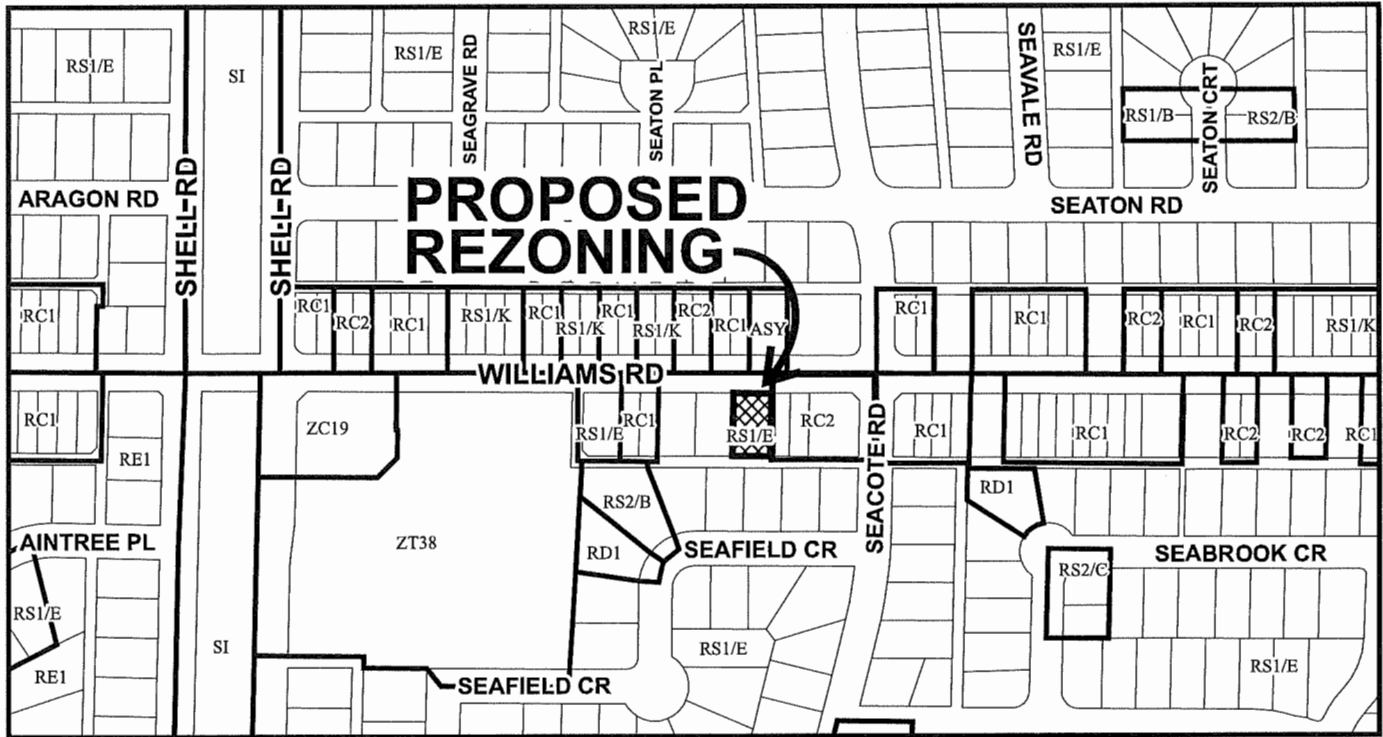 RS1/E
SI
RS1/E
SEAGRAVE RD
RS1/E
SEATON PL
SEAVALE RD
RS1/E
RS1/B
SEATON CRT
RS2/B
ARAGON RD
SHELL RD
SHELL RD
PROPOSED
REZONING
SEATON RD
RC1
RC1
RC2
RC1
RS1/K
RC1
RS1/K
RC1
RS1/K
RC2
RC1
ASY
RC1
RC1
RC2
RC1
RC2
RS1/K
WILLIAMS RD
RC1
RE1
ZC19
RS1/E
RC1
RS1/E
RC2
SEACOTE RD
RC1
RC1
RC2
RC2
RC1
AINTREE PL
ZT38
RS2/B
RD1
SEAFIELD CR
RD1
SEABROOK CR
RS2/C
RS1/E
RE1
SI
SEAFIELD CR
RS1/E
RS1/E